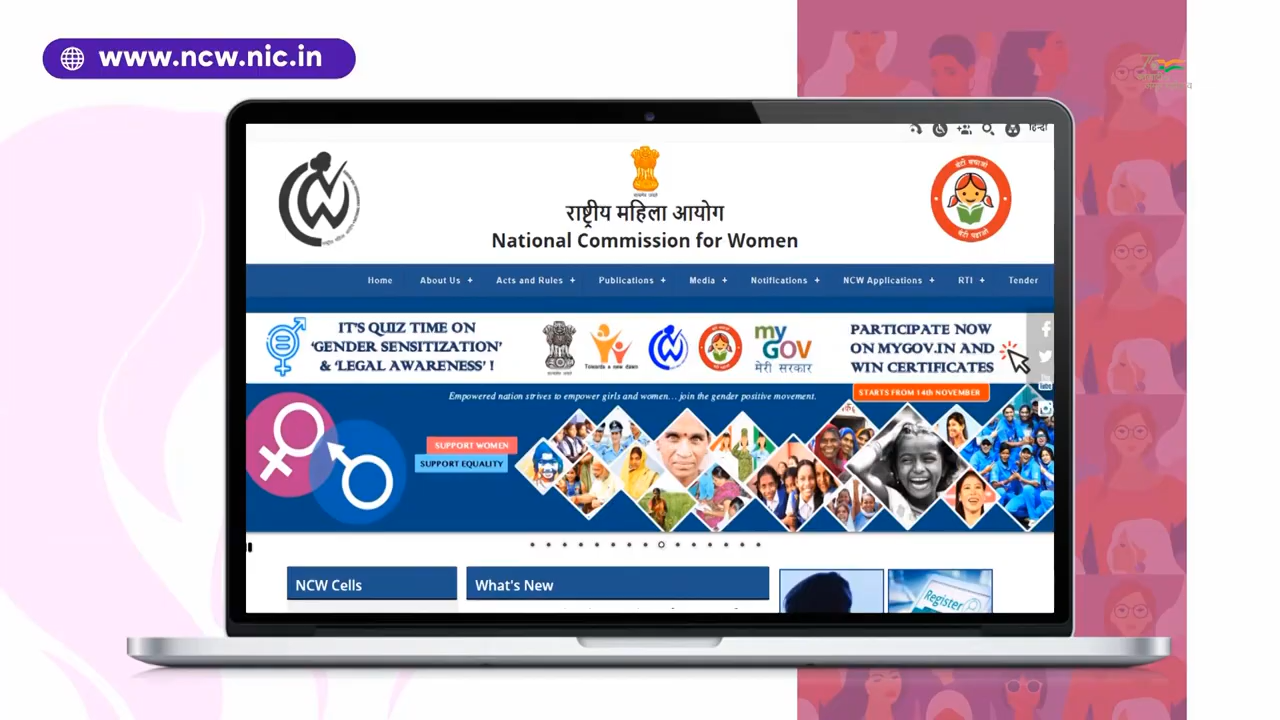 www.ncw.nic.in
हिन्दी
राष्ट्रीय महिला आयोग
National Commission for Women
बेटी बचाओ
बेटी पढ़ाओ
Home About Us + Acts and Rules + Publications + Media + Notifications + NCW Applications + RTI + Tender
IT'S QUIZ TIME ON
'GENDER SENSITIZATION'
& 'LEGAL AWARENESS' !
Towards a new dawn
my
GOV
मेरी सरकार
PARTICIPATE NOW
ON MYGOV.IN AND
WIN CERTIFICATES
STARTS FROM 14th NOVEMBER
Empowered nation strives to empower girls and women... join the gender positive movement.
SUPPORT WOMEN
SUPPORT EQUALITY
NCW Cells
What's New
Register